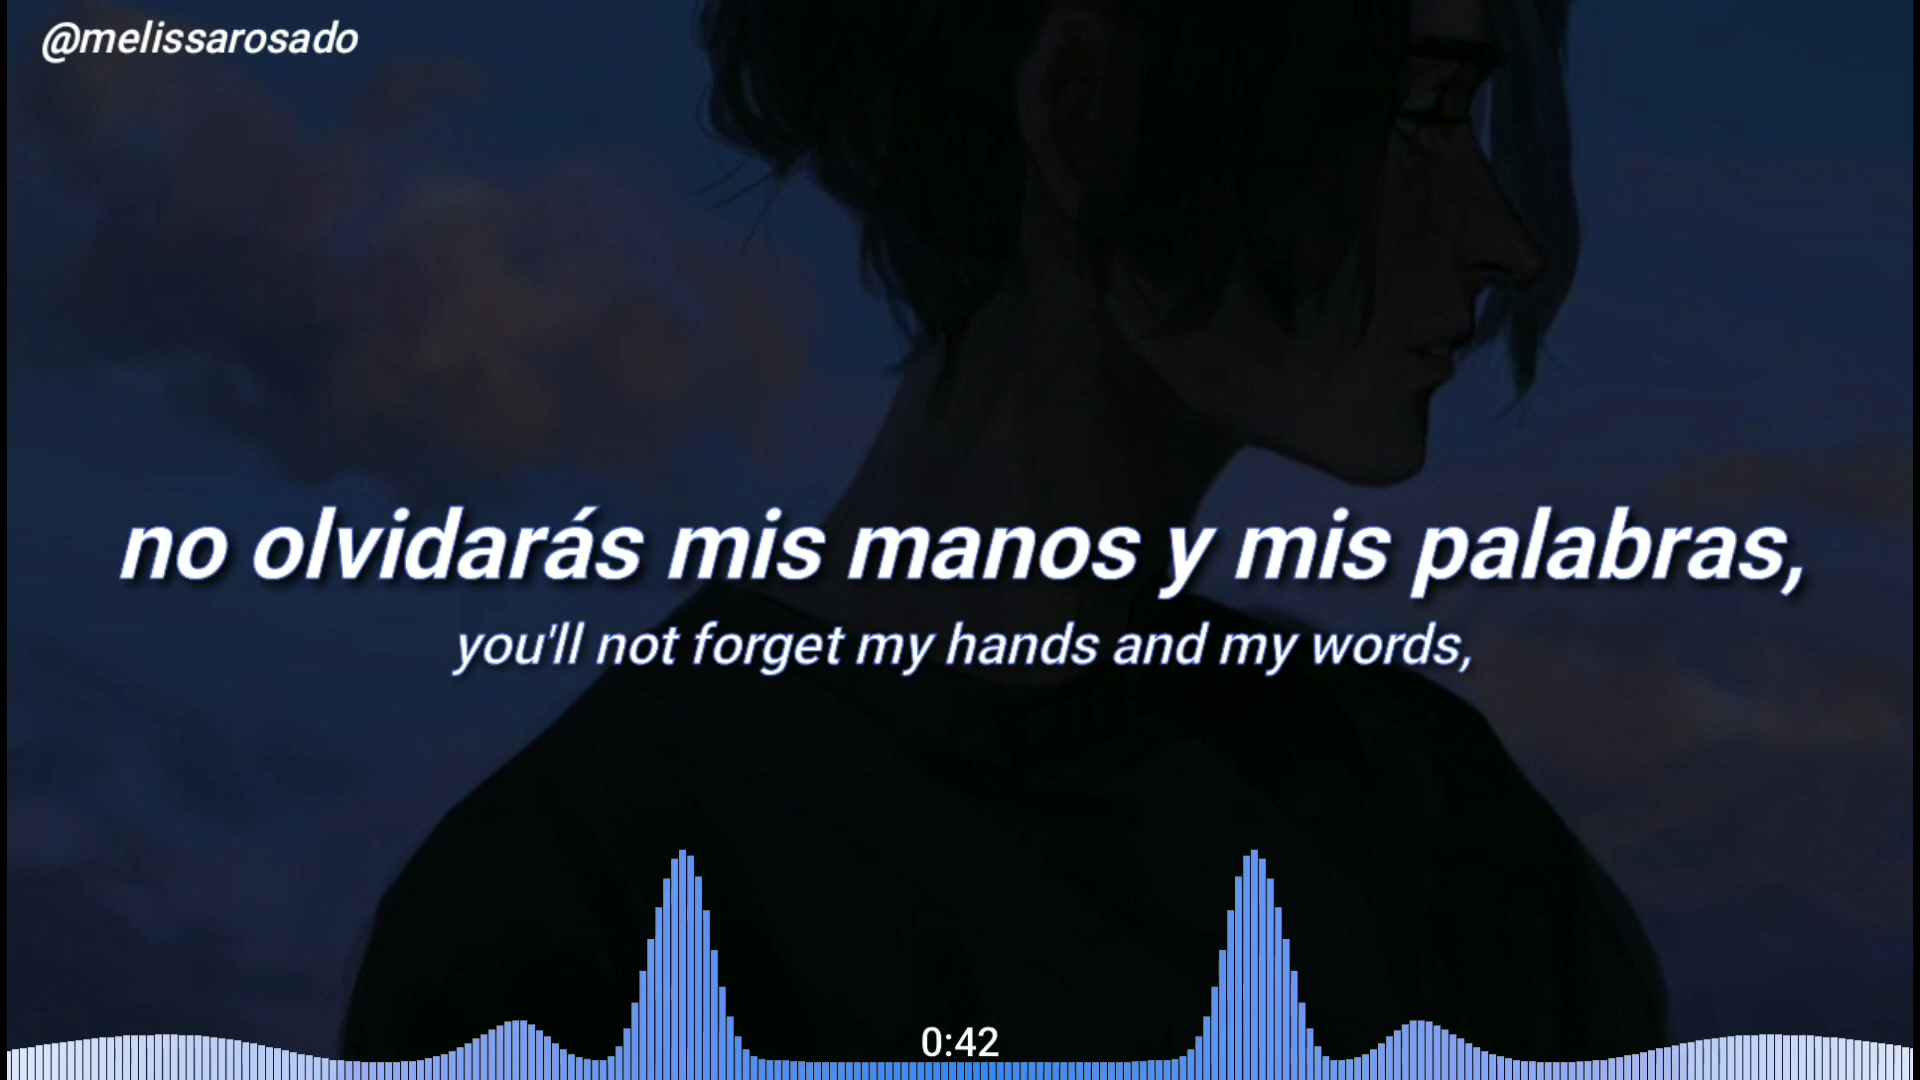 @melissarosado
no olvidarás mis manos y mis palabras,
you'll not forget my hands and my words,
0:42